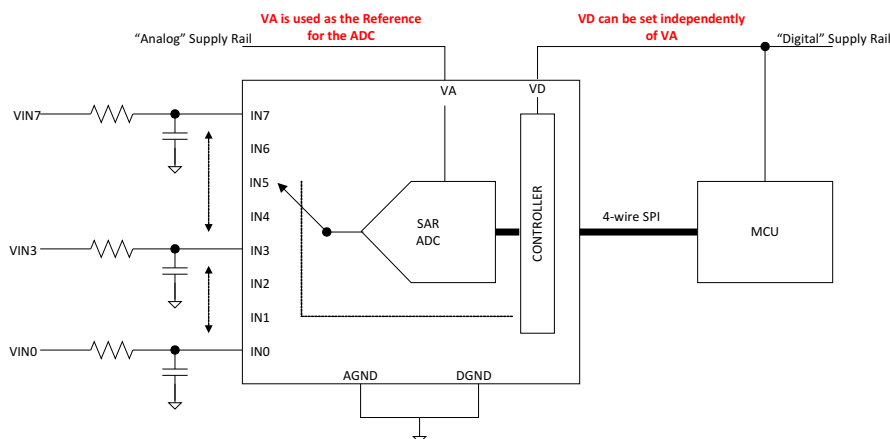 VA is used as the Reference
for the ADC
VD can be set independently
of VA
“Analog” Supply Rail
“Digital” Supply Rail
VA
VD
VIN7
IN7
IN6
IN5
IN4
VIN3
IN3
IN2
IN1
VIN0
IN0
SAR
ADC
CONTROLLER
4-wire SPI
MCU
AGND
DGND